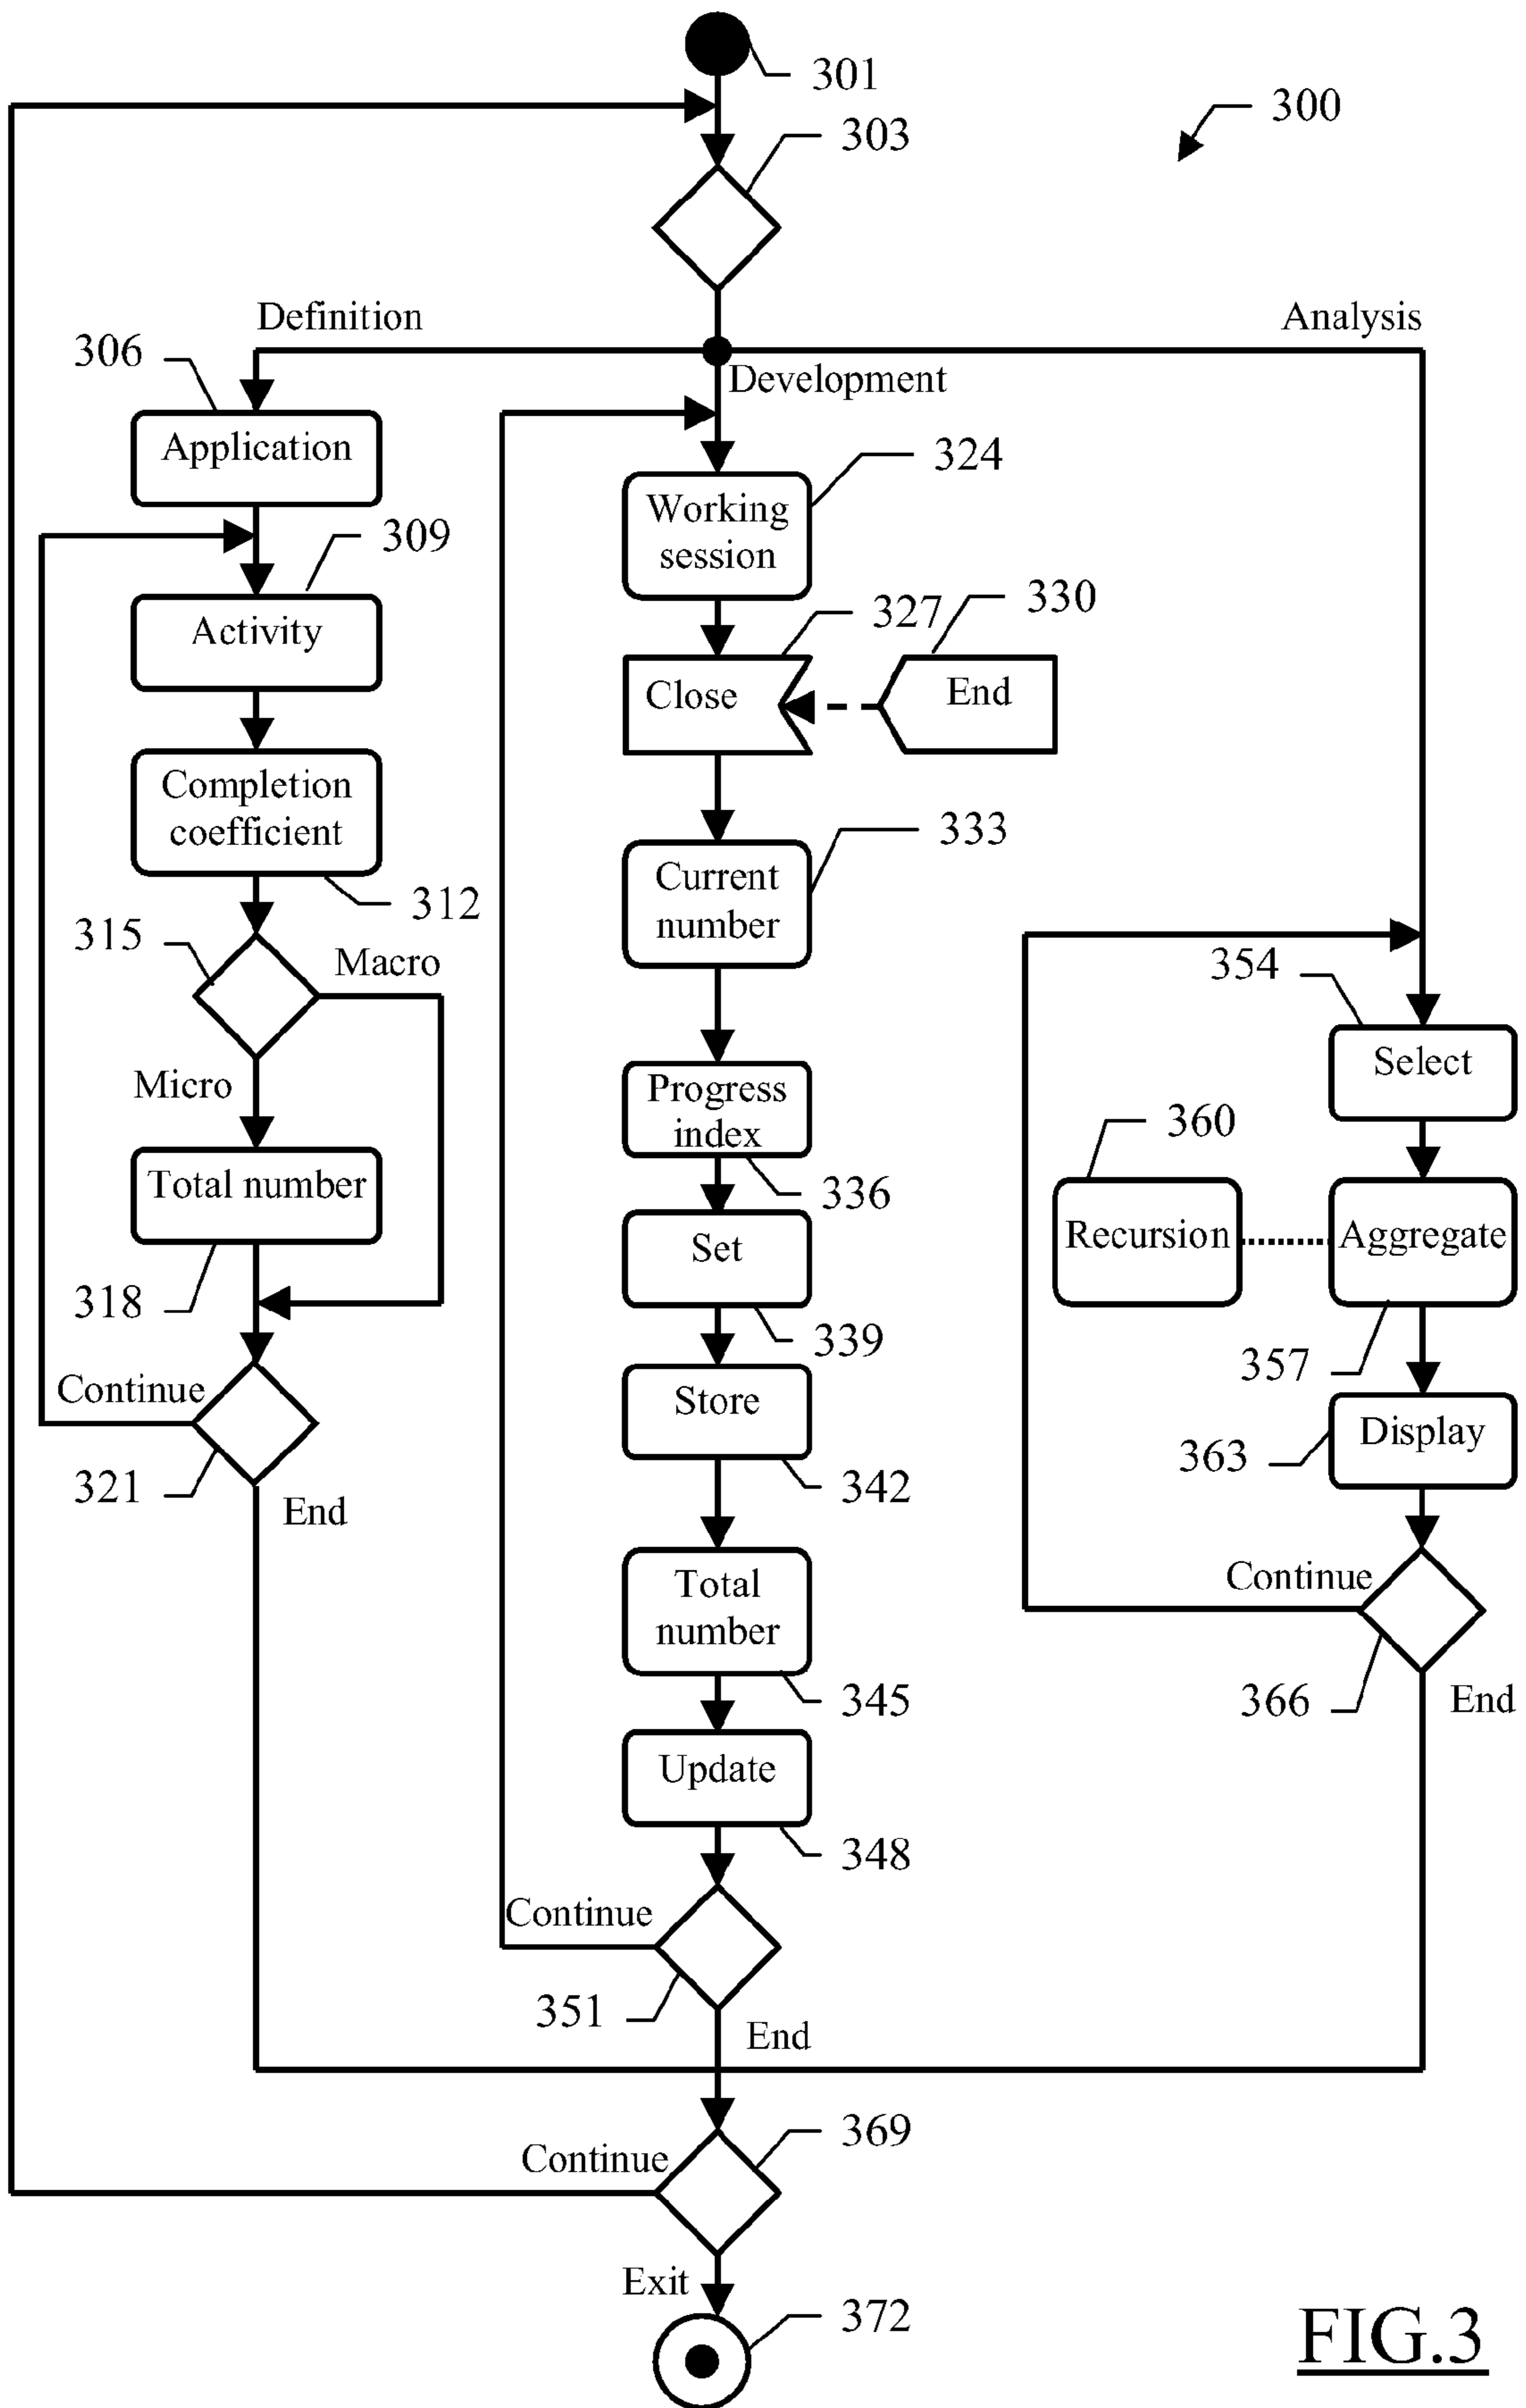 301
300
303
Definition
Analysis
306
Development
Application
324
Working
session
309
Activity
327
330
Close
End
Completion
coefficient
333
312
Current
number
315
Macro
354
Select
Micro
Progress
index
360
Total number
336
Recursion
Aggregate
Set
318
339
357
Continue
Store
Display
363
321
342
End
Total
number
Continue
345
366
End
Update
348
Continue
351
End
369
Continue
Exit
372
FIG.3